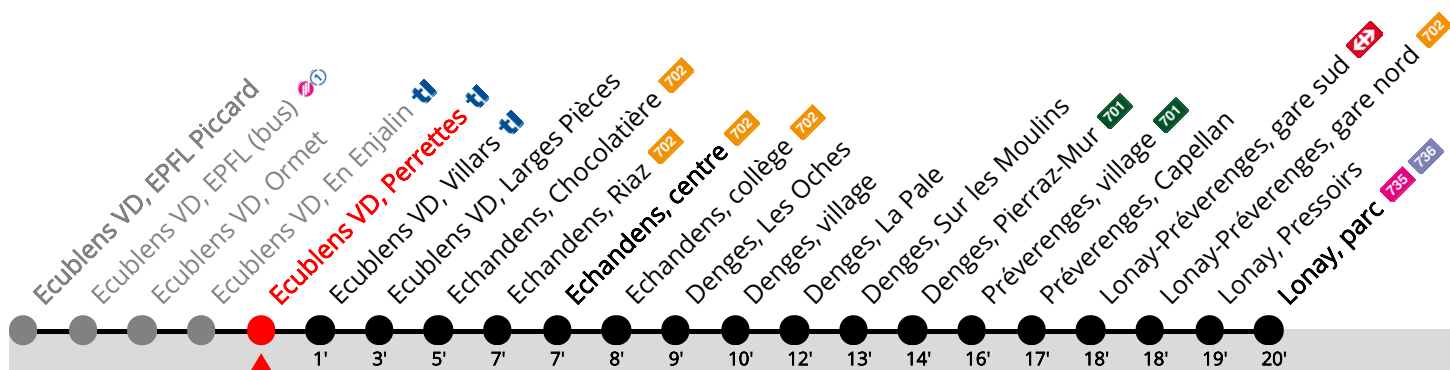 Ecublens VD, EPFL Piccard
Ecublens VD, EPFL (bus) 1
Ecublens VD, Ormet
Ecublens VD, En Enjalin tl
Ecublens VD, Perrettes tl
Ecublens VD, Villars tl
Ecublens VD, Larges Pièces
Echandens, Chocolatière 702
Echandens, Riaz 702
Echandens, centre 702
Echandens, collège 702
Denges, Les Oches
Denges, village
Denges, La Pale
Denges, Sur les Moulins
Denges, Pierraz-Mur 701
Préverenges, village 701
Préverenges, Capellan
Lonay-Préverenges, gare sud
Lonay-Préverenges, gare nord 702
Lonay, Pressoirs
Lonay, parc 735 736
1' 3' 5' 7' 7' 8' 9' 10' 12' 13' 14' 16' 17' 18' 18' 19' 20'